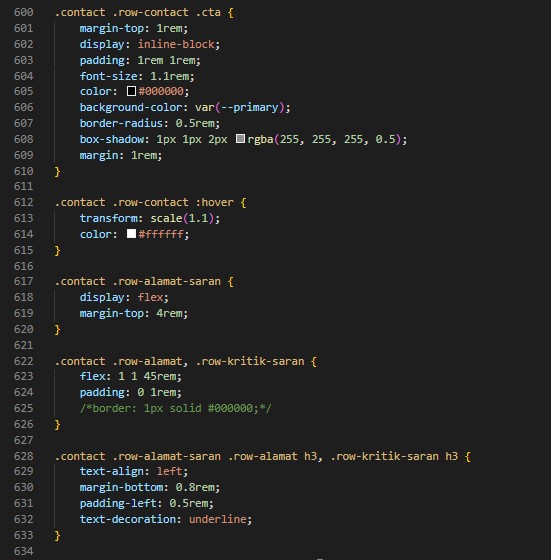 600 .contact .row-contact .cta {
601     margin-top: 1rem;
602     display: inline-block;
603     padding: 1rem 1rem;
604     font-size: 1.1rem;
605     color: #000000;
606     background-color: var(--primary);
607     border-radius: 0.5rem;
608     box-shadow: 1px 1px 2px rgba(255, 255, 255, 0.5);
609     margin: 1rem;
610 }
611
612 .contact .row-contact :hover {
613     transform: scale(1.1);
614     color: #ffffff;
615 }
616
617 .contact .row-alamat-saran {
618     display: flex;
619     margin-top: 4rem;
620 }
621
622 .contact .row-alamat, .row-kritik-saran {
623     flex: 1 1 45rem;
624     padding: 0 1rem;
625     /*border: 1px solid #000000;*/
626 }
627
628 .contact .row-alamat-saran .row-alamat h3, .row-kritik-saran h3 {
629     text-align: left;
630     margin-bottom: 0.8rem;
631     padding-left: 0.5rem;
632     text-decoration: underline;
633 }
634